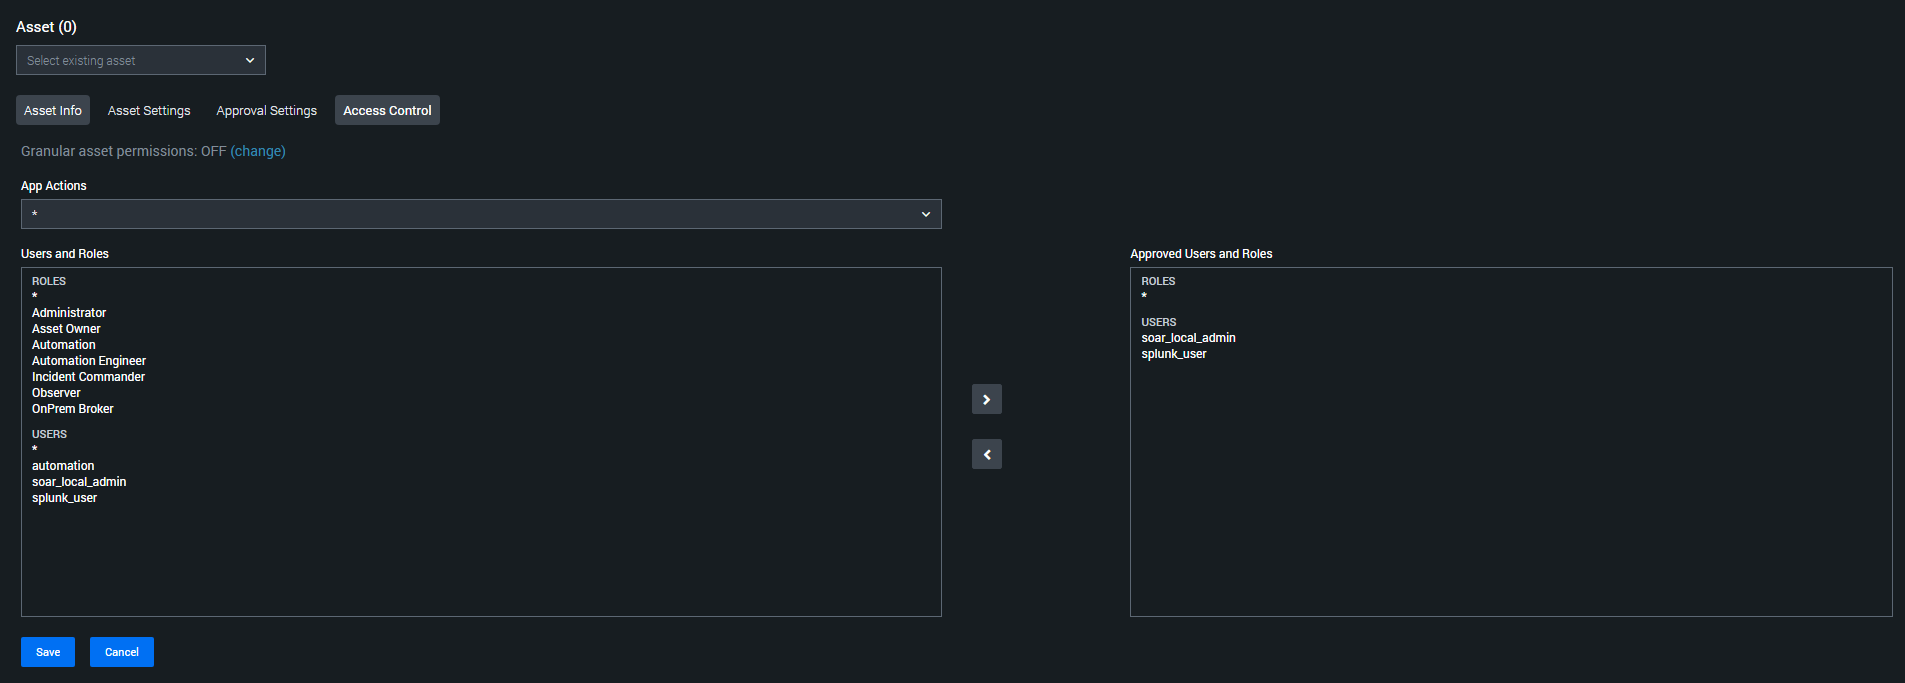 Asset (0)
Select existing asset
Asset Info Asset Settings Approval Settings Access Control
Granular asset permissions: OFF (change)
App Actions
*
Users and Roles
ROLES
*
Administrator
Asset Owner
Automation
Automation Engineer
Incident Commander
Observer
OnPrem Broker
USERS
*
automation
soar_local_admin
splunk_user
Approved Users and Roles
ROLES
*
USERS
soar_local_admin
splunk_user
Save Cancel